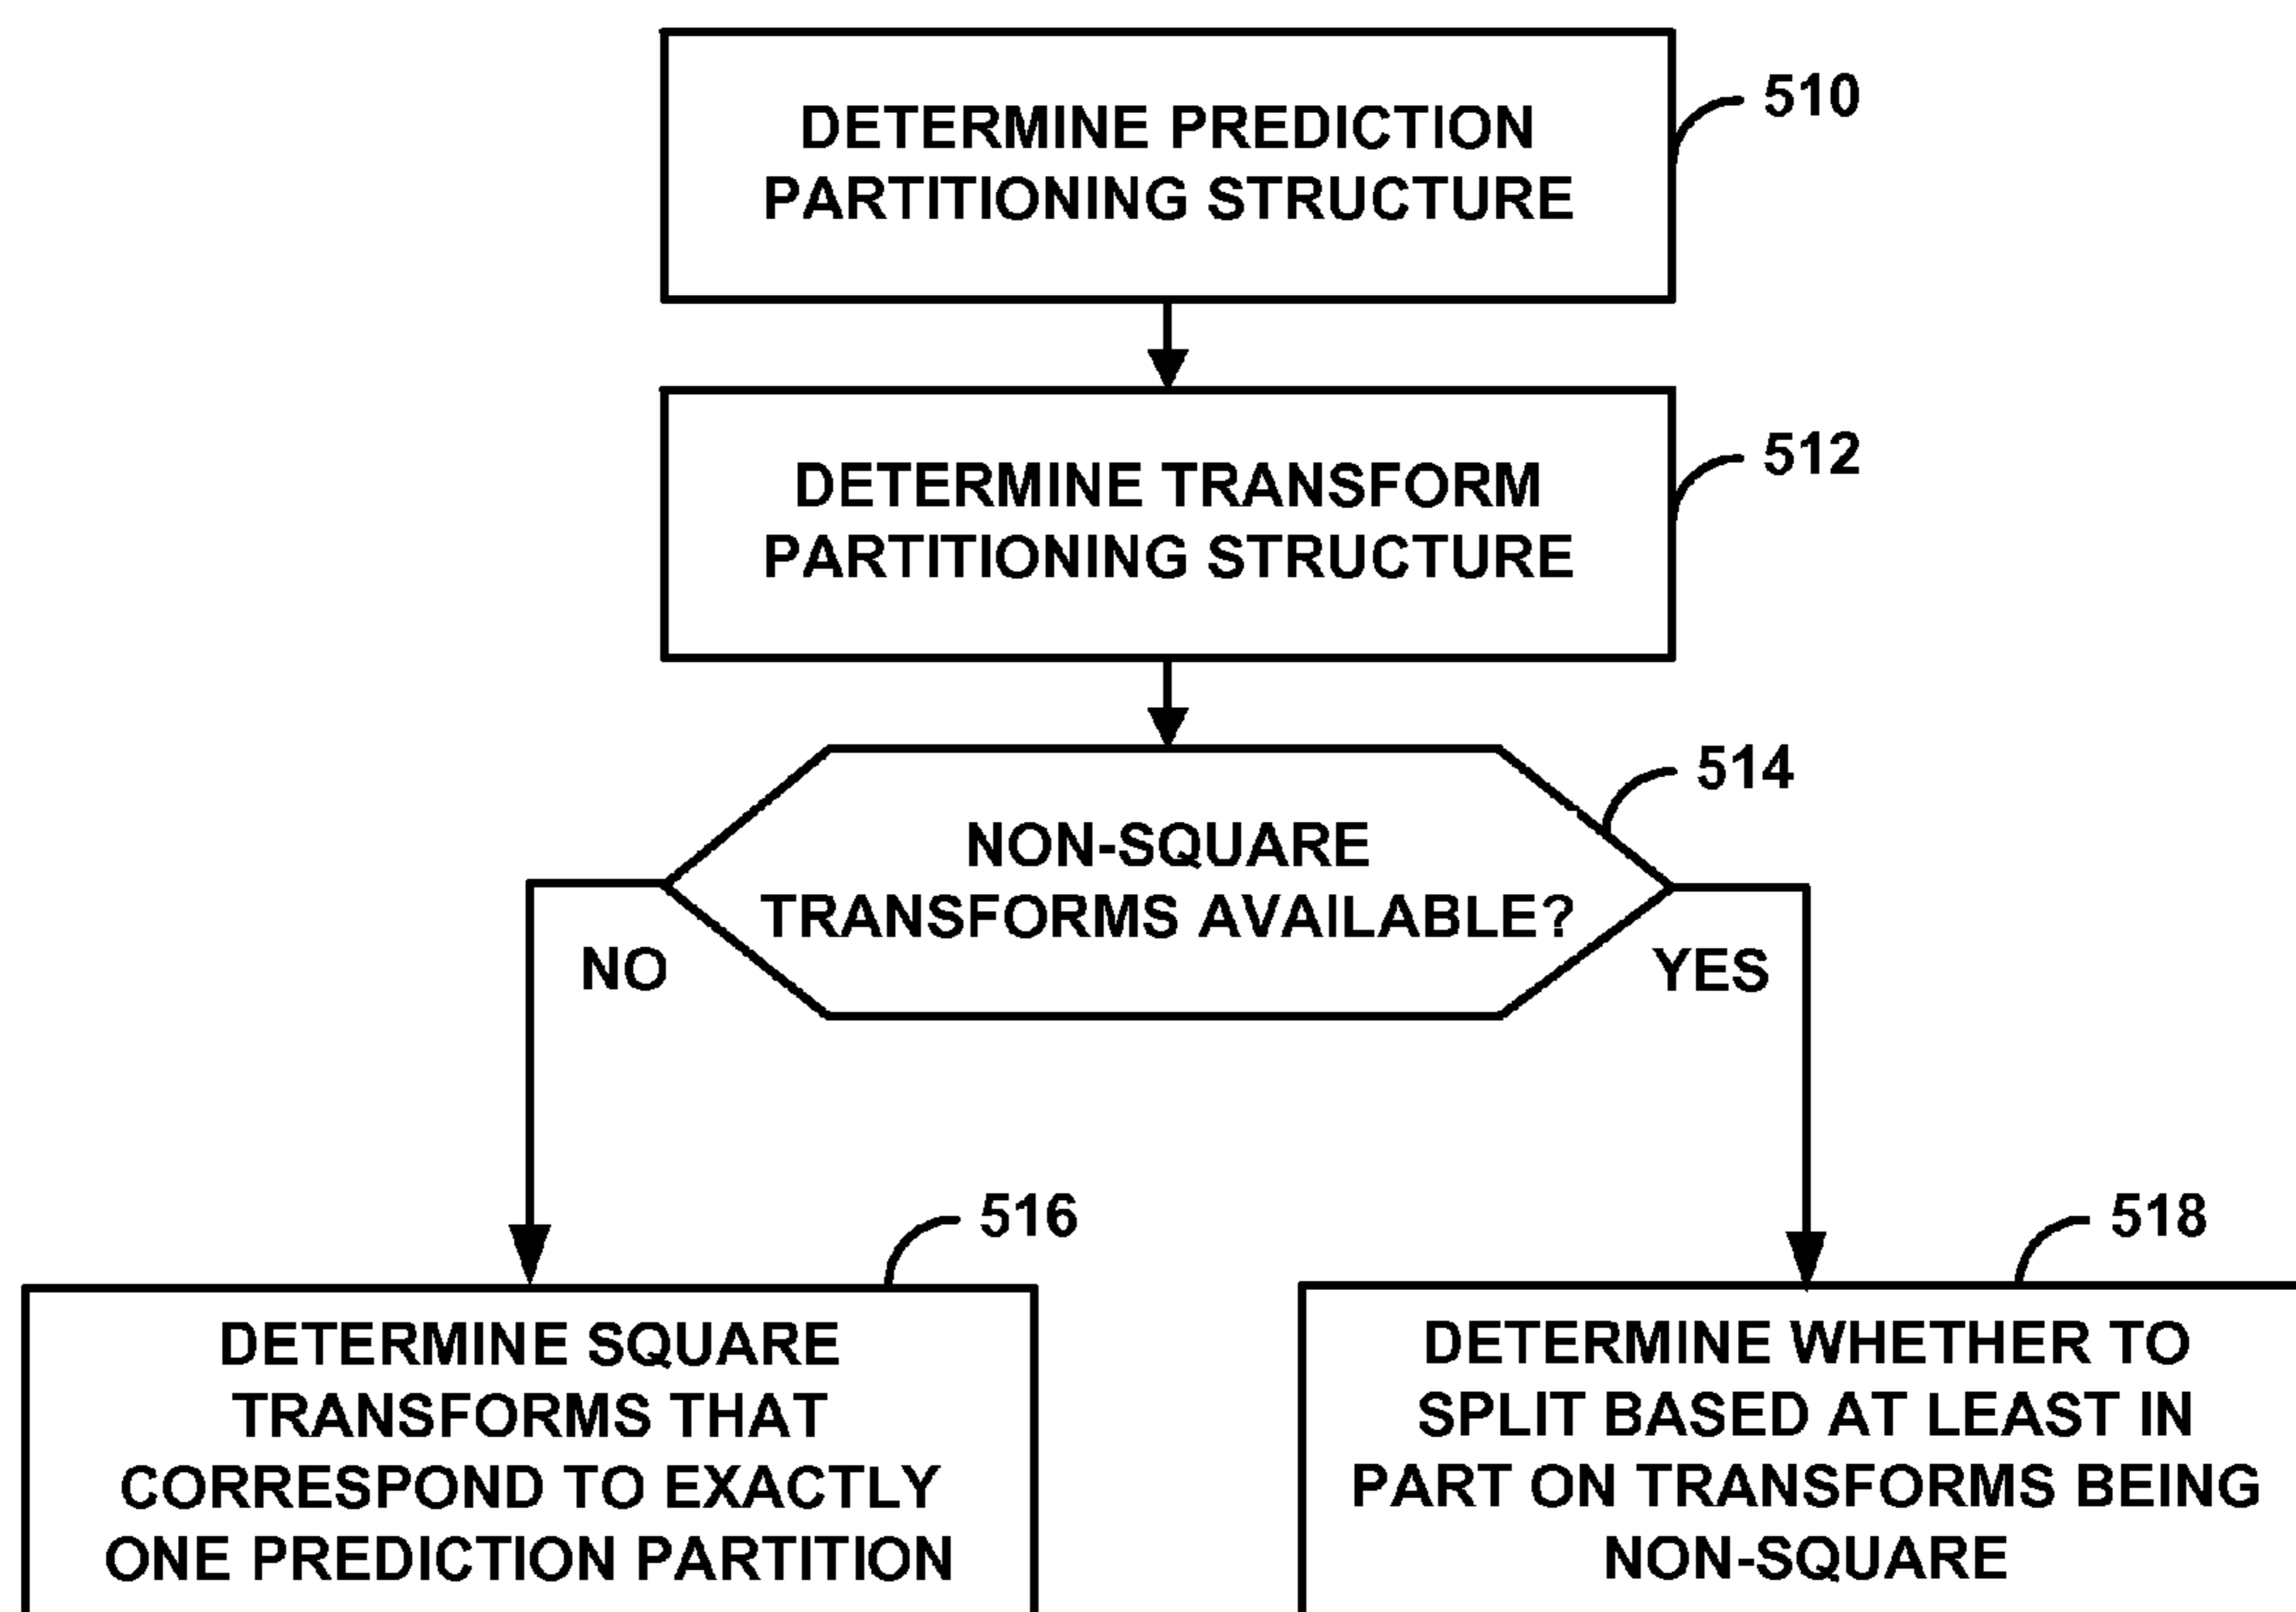 DETERMINE PREDICTION
PARTITIONING STRUCTURE
510
DETERMINE TRANSFORM
PARTITIONING STRUCTURE
512
NON-SQUARE
TRANSFORMS AVAILABLE?
514
NO
YES
516
DETERMINE SQUARE
TRANSFORMS THAT
CORRESPOND TO EXACTLY
ONE PREDICTION PARTITION
518
DETERMINE WHETHER TO
SPLIT BASED AT LEAST IN
PART ON TRANSFORMS BEING
NON-SQUARE